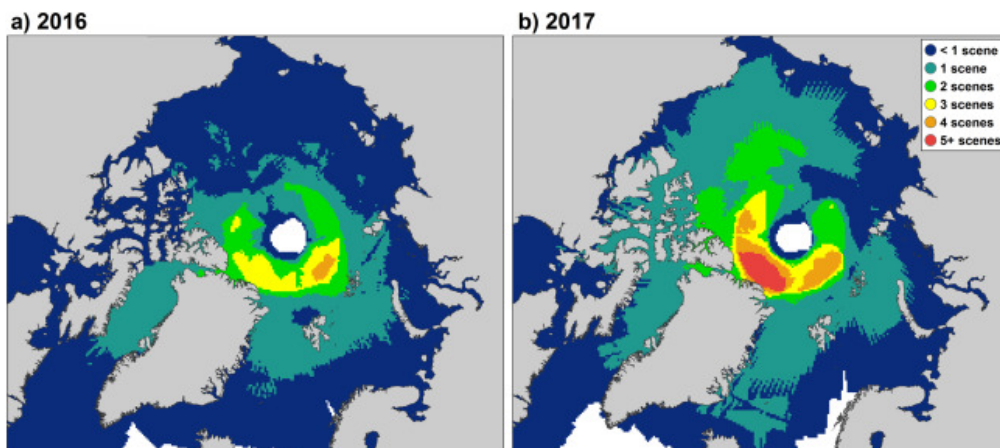 a) 2016
b) 2017
< 1 scene
1 scene
2 scenes
3 scenes
4 scenes
5+ scenes